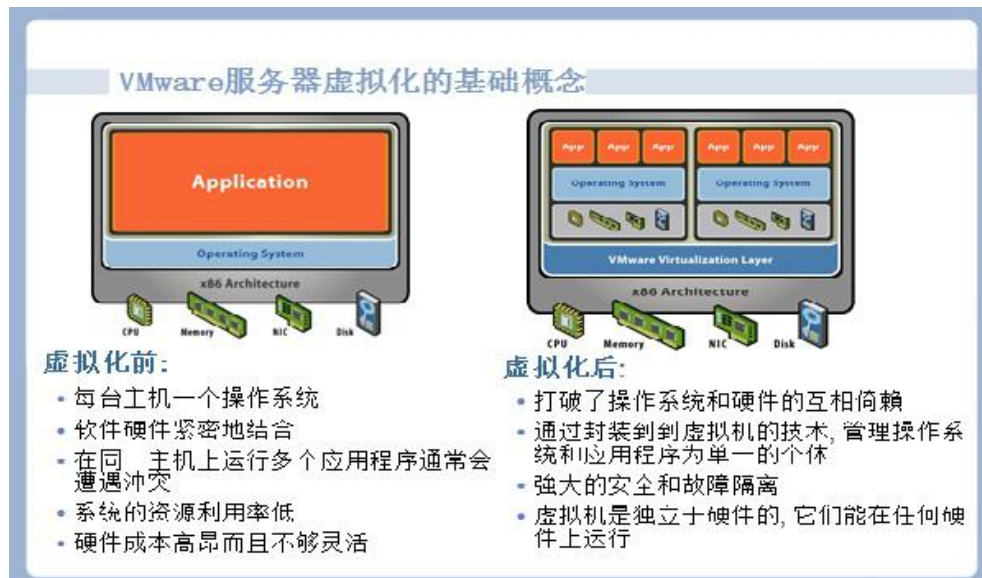 VMware服务器虚拟化的基础概念
Application
Operating System
x86 Architecture
CPU
Memory
NIC
Disk
App
App
App
App
App
App
Operating System
Operating System
VMware Virtualization Layer
x86 Architecture
CPU
Memory
NIC
Disk
虚拟化前:
• 每台主机一个操作系统
• 软件硬件紧密地结合
• 在同 主机上运行多个应用程序通常会
遭遇冲突
• 系统的资源利用率低
• 硬件成本高昂而且不够灵活
虚拟化后:
• 打破了操作系统和硬件的互相倚赖
• 通过封装到到虚拟机的技术, 管理操作系
统和应用程序为单一的个体
• 強大的安全和故障隔离
• 虚拟机是独立于硬件的, 它们能在任何硬
件上运行